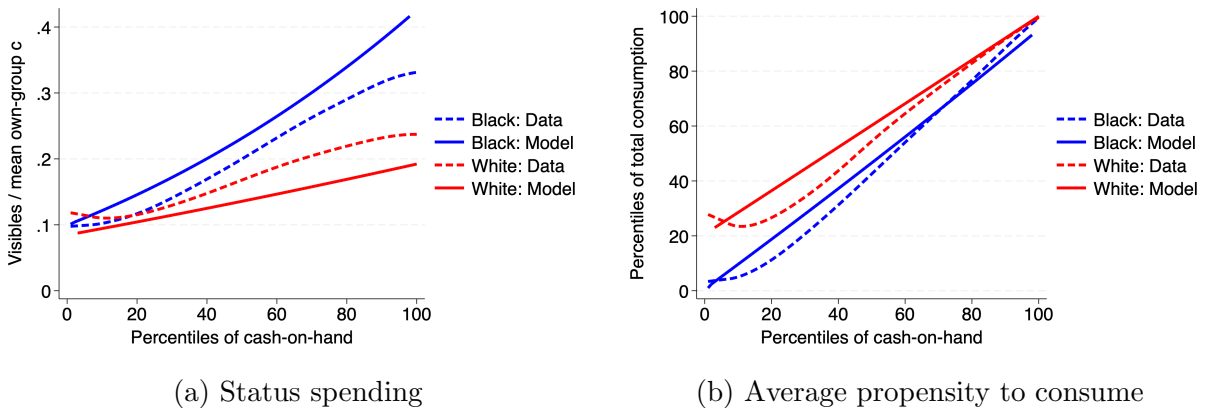 Visibles / mean own-group c
.4
.3
.2
.1
0
0 20 40 60 80 100
Percentiles of cash-on-hand
Black: Data
Black: Model
White: Data
White: Model
(a) Status spending
Percentiles of total consumption
100
80
60
40
20
0
0 20 40 60 80 100
Percentiles of cash-on-hand
Black: Data
Black: Model
White: Data
White: Model
(b) Average propensity to consume